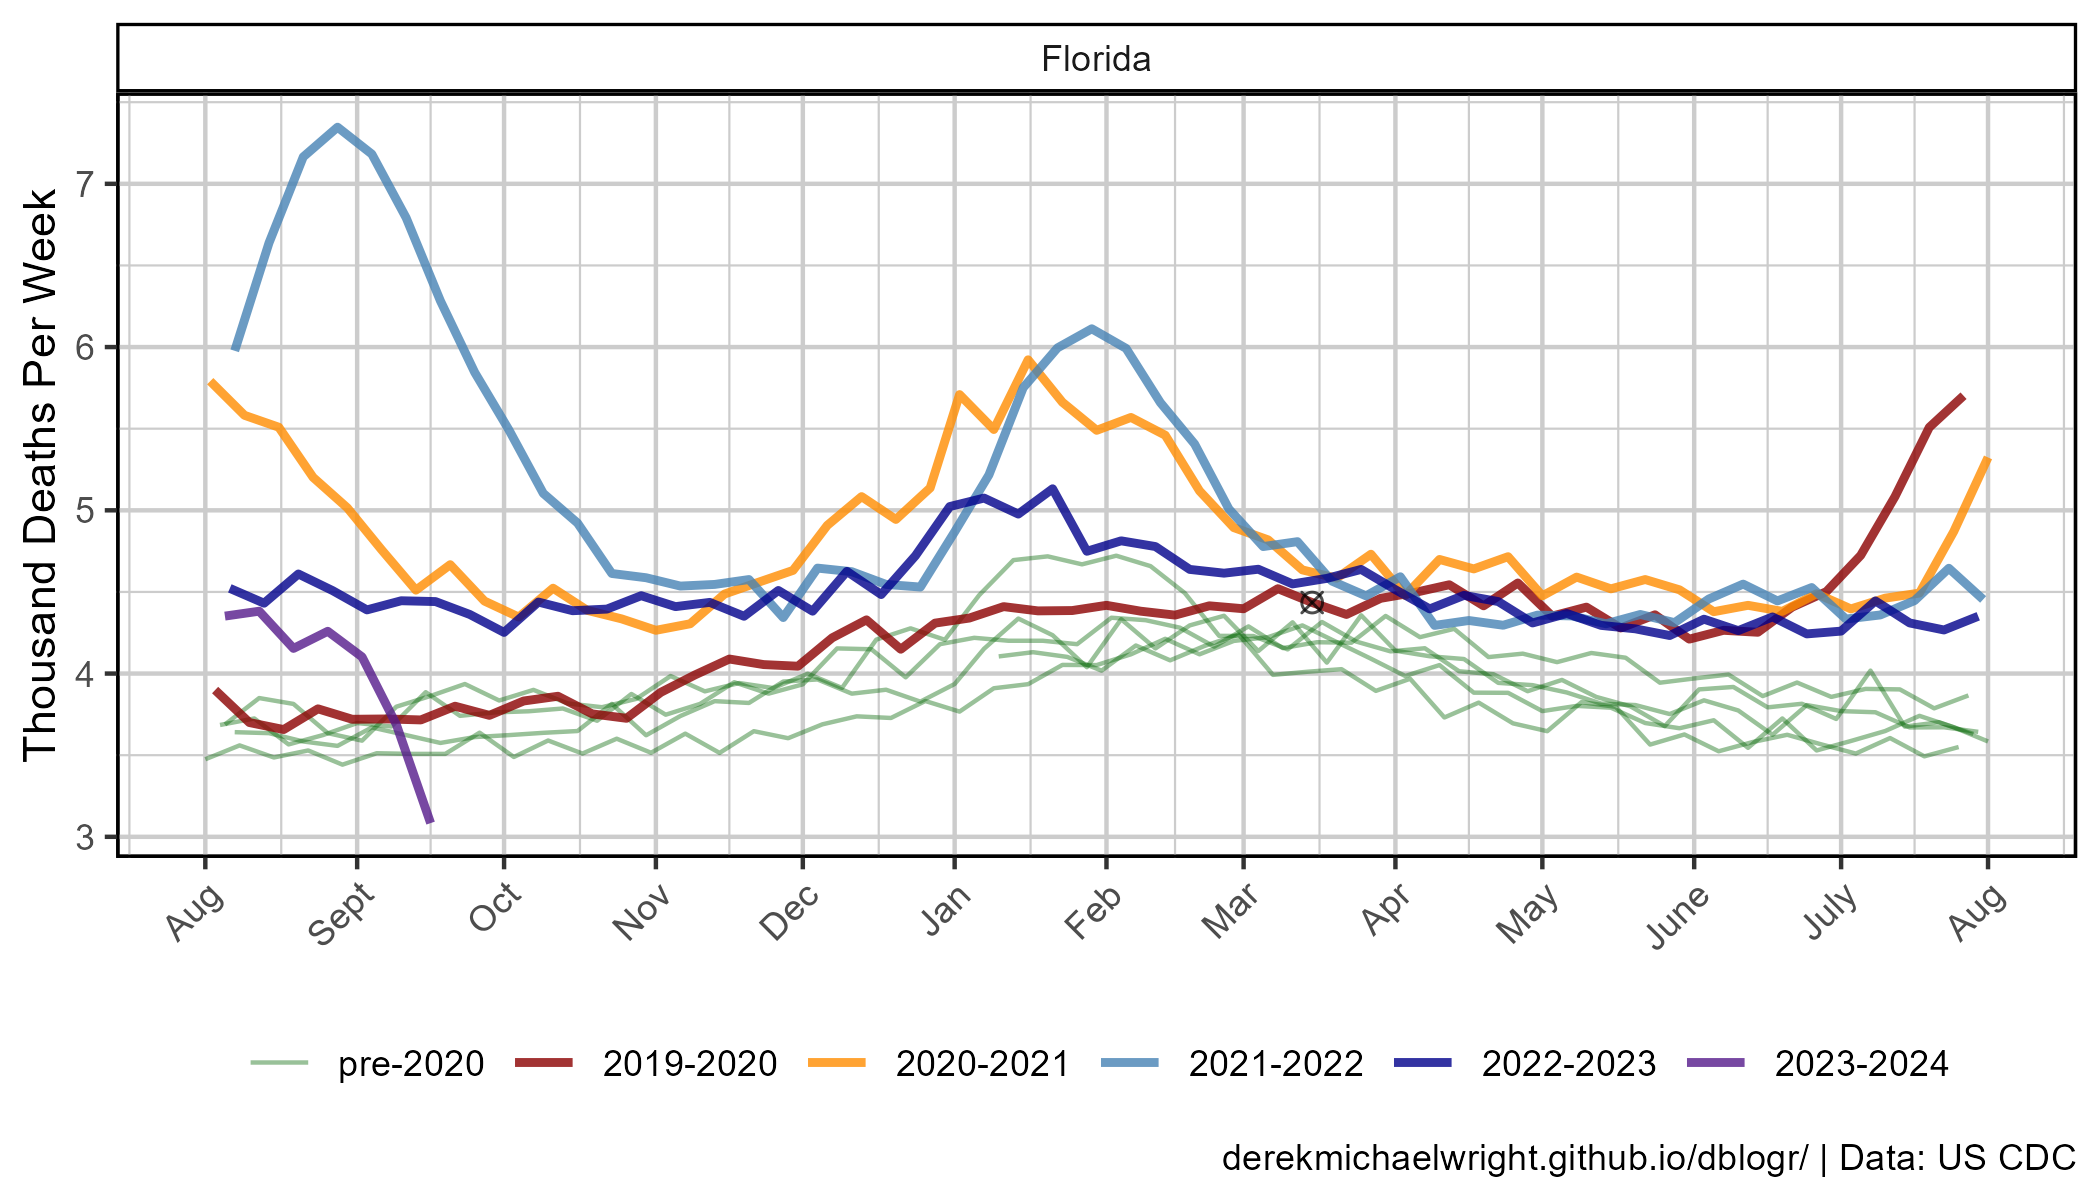 Florida
Thousand Deaths Per Week
7
6
5
4
3
Aug Sept Oct Nov Dec Jan Feb Mar Apr May June July Aug
pre-2020 2019-2020 2020-2021 2021-2022 2022-2023 2023-2024
derekmichaelwright.github.io/dblogr/ | Data: US CDC